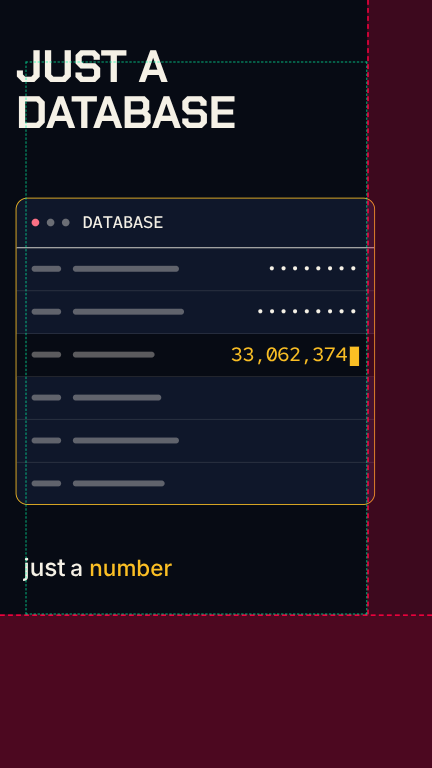 JUST A
DATABASE
DATABASE
• • • • • • • •
• • • • • • • • •
33,062,374
just a number